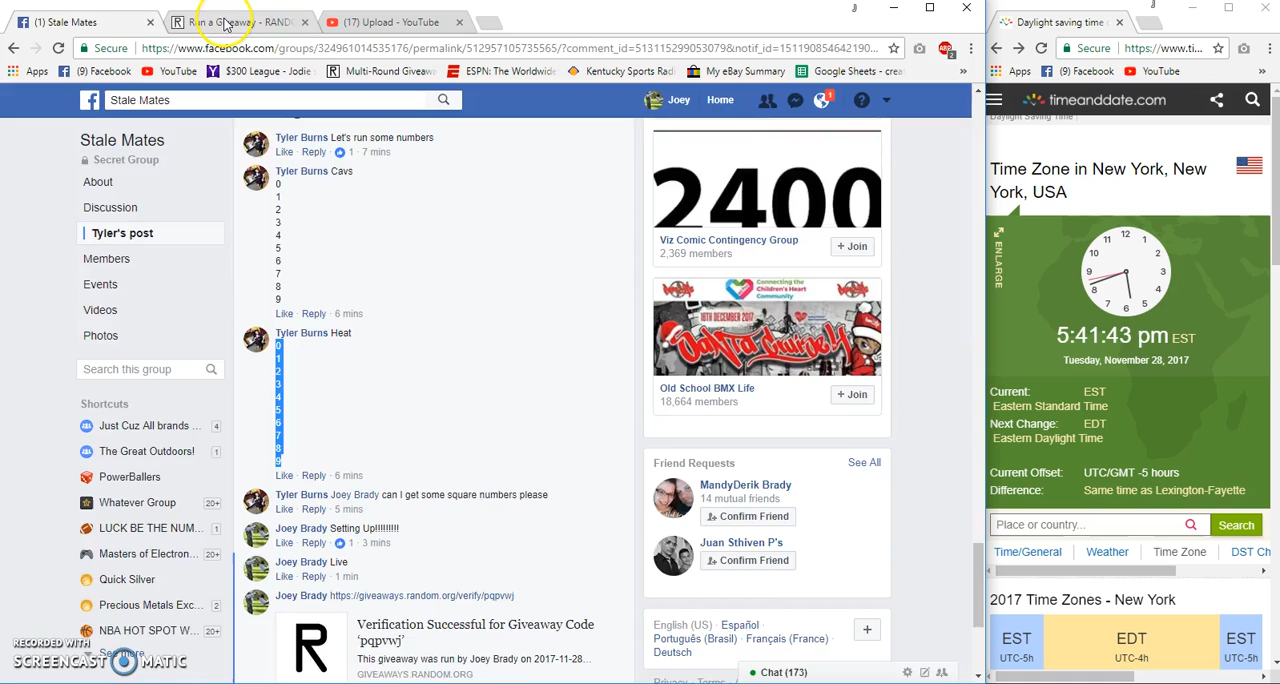 (1) Stale Mates
Run a Giveaway - RAND
(17) Upload - YouTube
Secure
https://www.facebook.com/groups/324961014535176/permalink/512957105735565/?comment_id=513115299053079&notif_id=151190854642190...
Apps
(9) Facebook
YouTube
$300 League - Jodie
Multi-Round Giveaw
ESPN: The Worldwide
Kentucky Sports Radi
My eBay Summary
Google Sheets - crea
»
Stale Mates
Joey
Home
1
Stale Mates
Secret Group
About
Discussion
Tyler's post
Members
Events
Videos
Photos
Search this group
Shortcuts
Just Cuz All brands ... 4
The Great Outdoors! 1
PowerBallers
Whatever Group 20+
LUCK BE THE NUM... 1
Masters of Electron... 20+
Quick Silver
Precious Metals Exc... 2
NBA HOT SPOT W... 20+
RECORDED WITH
SCREENCAST MATIC
Tyler Burns Let's run some numbers
Like · Reply · 1 · 7 mins
Tyler Burns Cavs
0
1
2
3
4
5
6
7
8
9
Like · Reply · 6 mins
Tyler Burns Heat
0
1
2
3
4
5
6
7
8
9
Like · Reply · 6 mins
Tyler Burns Joey Brady can I get some square numbers please
Like · Reply · 5 mins
Joey Brady Setting Up!!!!!!!!!
Like · Reply · 1 · 3 mins
Joey Brady Live
Like · Reply · 1 min
Joey Brady https://giveaways.random.org/verify/pqpvwj
R
Verification Successful for Giveaway Code
'pqpvwj'
This giveaway was run by Joey Brady on 2017-11-28...
GIVEAWAYS.RANDOM.ORG
2400
Viz Comic Contingency Group
2,369 members
+ Join
Connecting the
Children's Heart
Community
18TH DECEMBER 2017
Old School BMX Life
18,664 members
+ Join
Friend Requests
See All
MandyDerik Brady
14 mutual friends
Confirm Friend
Juan Sthiven P's
Confirm Friend
English (US) · Español ·
Português (Brasil) · Français (France) ·
Deutsch
+
Chat (173)
Daylight saving time
Secure
https://www.ti...
Apps
(9) Facebook
YouTube
»
timeanddate.com
Daylight Saving Time
Time Zone in New York, New
York, USA
ENLARGE
12
1
2
3
4
5
6
7
8
9
10
11
5:41:43 pm EST
Tuesday, November 28, 2017
Current: EST
Eastern Standard Time
Next Change: EDT
Eastern Daylight Time
Current Offset: UTC/GMT -5 hours
Difference: Same time as Lexington-Fayette
Place or country...
Search
Time/General
Weather
Time Zone
DST Ch
2017 Time Zones - New York
EST
UTC-5h
EDT
UTC-4h
EST
UTC-5h